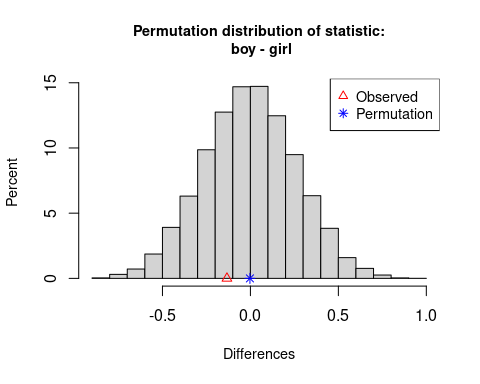 Permutation distribution of statistic:
boy - girl
Observed
Permutation
Percent
15
10
5
0
-0.5 0.0 0.5 1.0
Differences